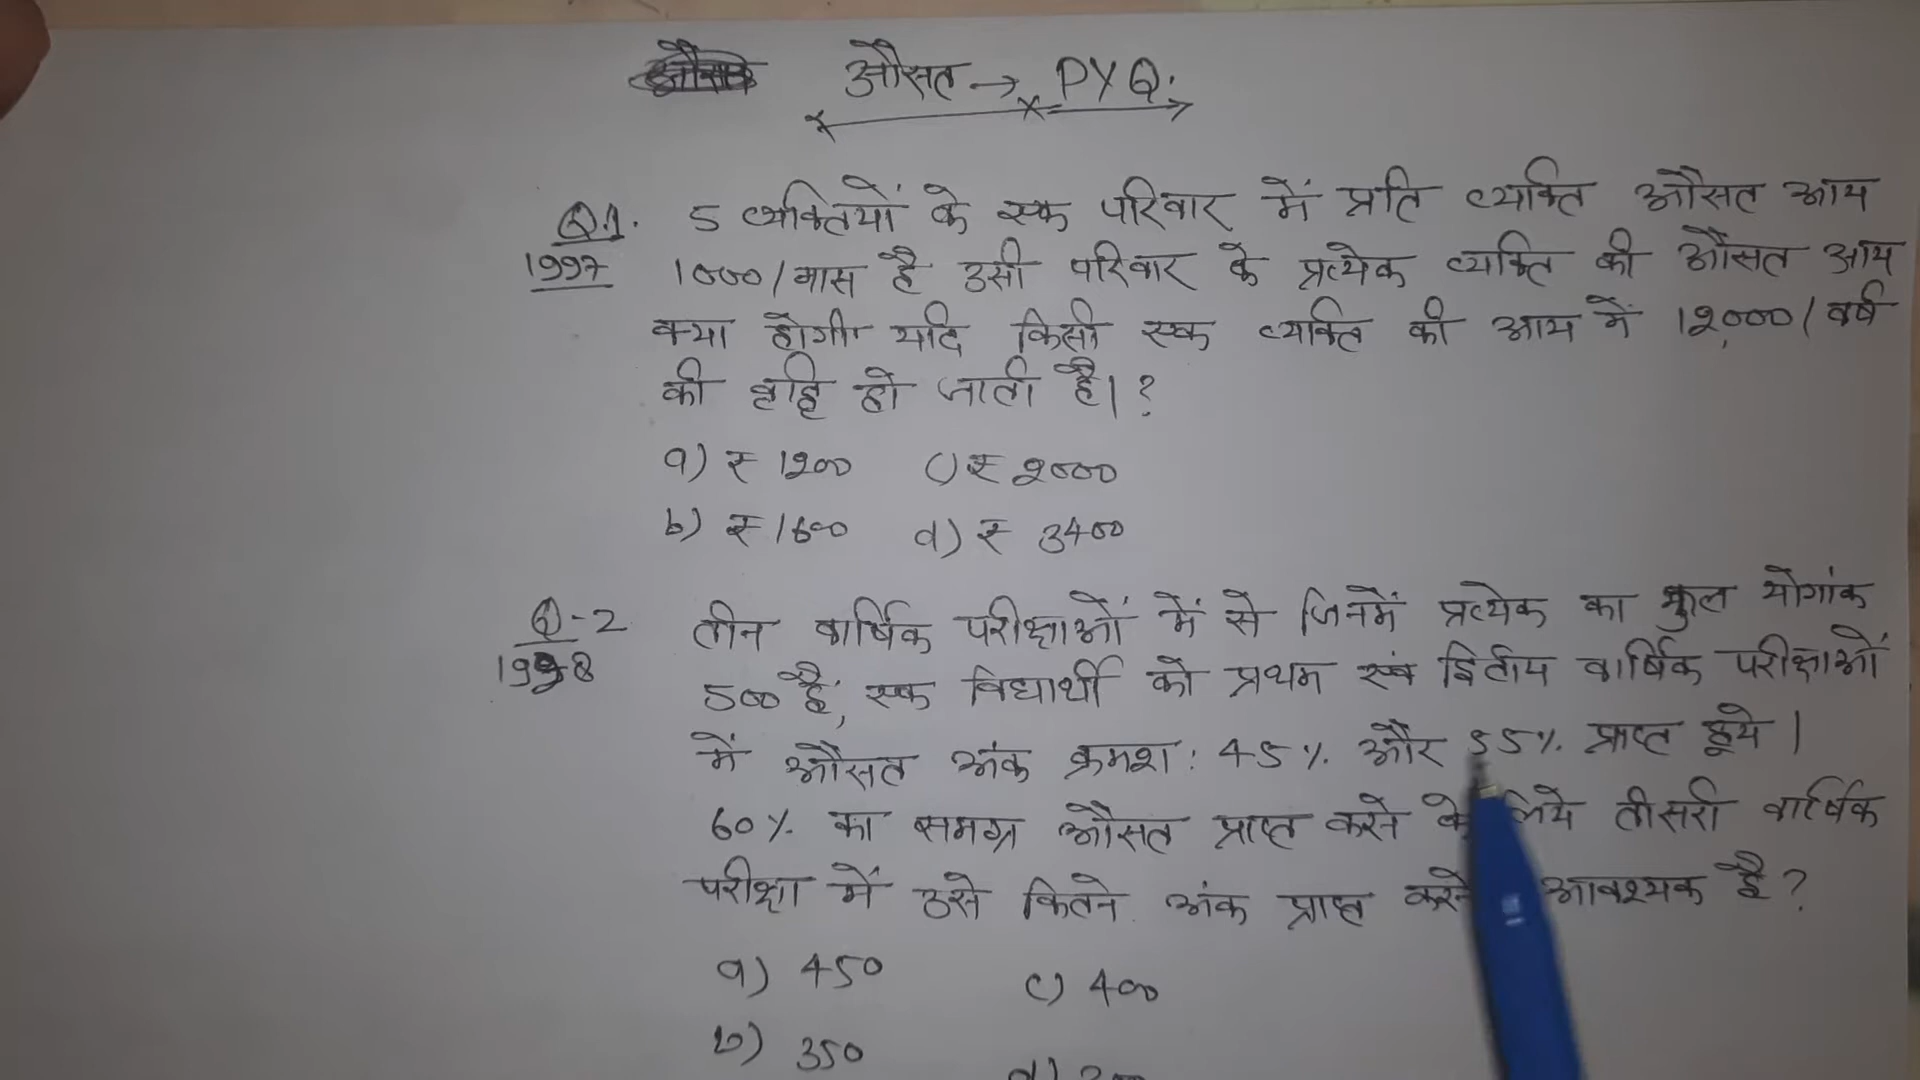 औसत → PYQ.
Q.1. 5 व्यक्तियों के एक परिवार में प्रति व्यक्ति औसत आय
1997 1000/मास है उसी परिवार के प्रत्येक व्यक्ति की औसत आय
क्या होगी यदि किसी एक व्यक्ति की आय में 12,000/वर्ष
की वृद्धि हो जाती है। ?
a) ₹ 1200 c) ₹ 2000
b) ₹ 1600 d) ₹ 3400
Q-2 तीन वार्षिक परीक्षाओं में से जिनमें प्रत्येक का कुल योगांक
1998 500 है, एक विद्यार्थी को प्रथम एवं द्वितीय वार्षिक परीक्षाओं
में औसत अंक क्रमश: 45% और 55% प्राप्त हुये।
60% का समग्र औसत प्राप्त करने के लिये तीसरी वार्षिक
परीक्षा में उसे कितने अंक प्राप्त करने आवश्यक है?
a) 450 c) 400
b) 350